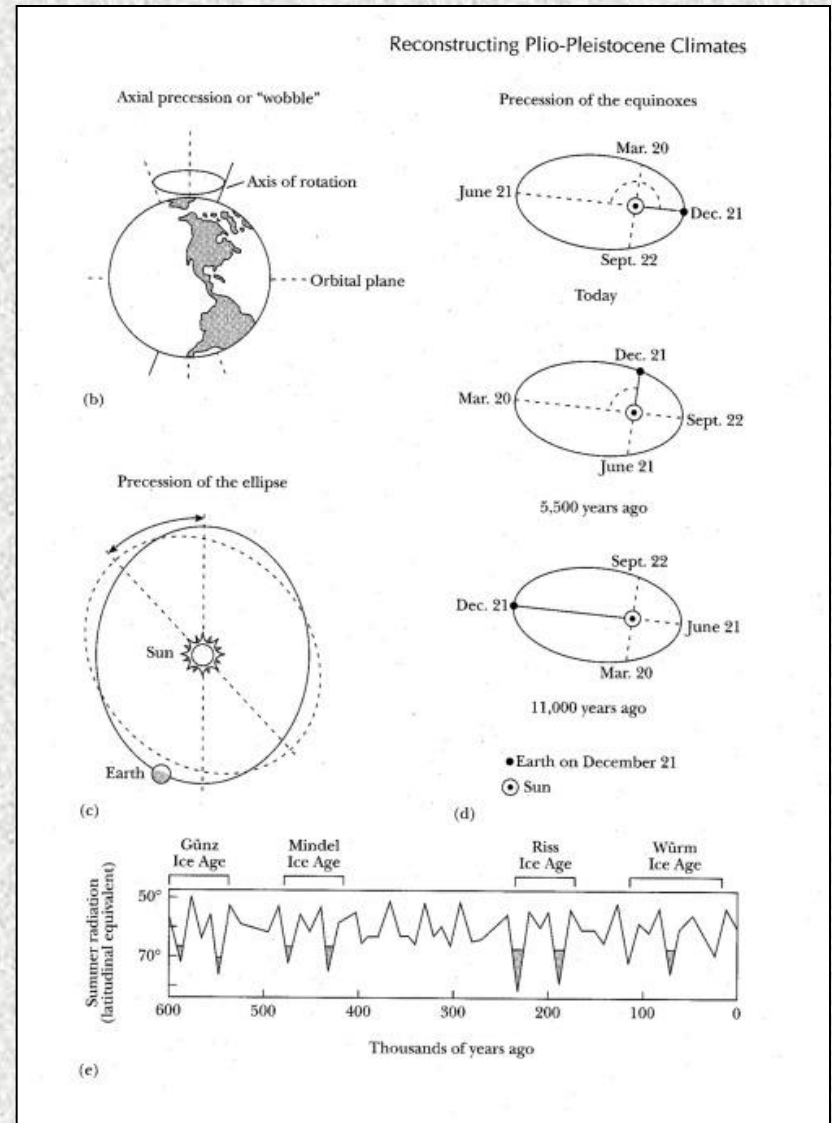 Reconstructing Plio-Pleistocene Climates
Axial precession or "wobble"
Axis of rotation
Orbital plane
(b)
Precession of the ellipse
Sun
Earth
(c)
Precession of the equinoxes
Mar. 20
June 21
Dec. 21
Sept. 22
Today
Dec. 21
Mar. 20
Sept. 22
June 21
5,500 years ago
Sept. 22
Dec. 21
June 21
Mar. 20
11,000 years ago
Earth on December 21
Sun
(d)
Günz
Ice Age
Mindel
Ice Age
Riss
Ice Age
Würm
Ice Age
Summer radiation
(latitudinal equivalent)
50°
70°
600 500 400 300 200 100 0
Thousands of years ago
(e)